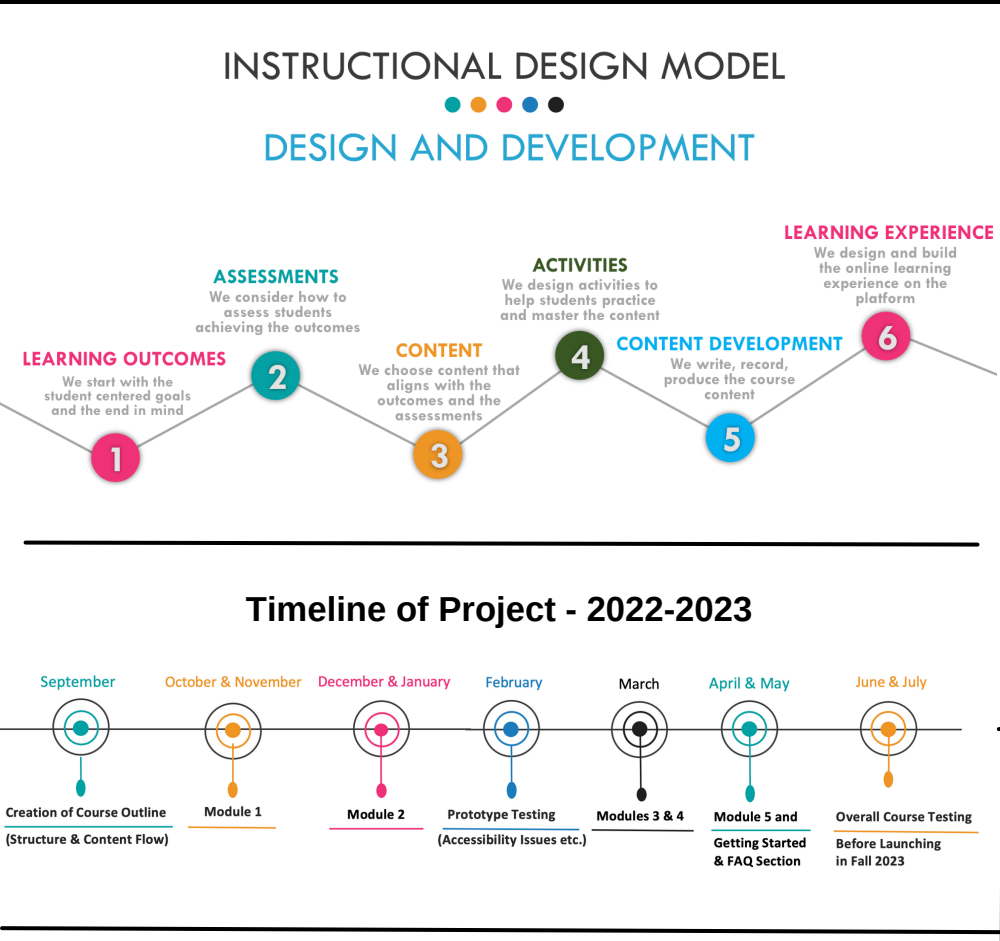 INSTRUCTIONAL DESIGN MODEL
DESIGN AND DEVELOPMENT
LEARNING OUTCOMES
We start with the
student centered goals
and the end in mind
1
ASSESSMENTS
We consider how to
assess students
achieving the outcomes
2
CONTENT
We choose content that
aligns with the
outcomes and the
assessments
3
ACTIVITIES
We design activities to
help students practice
and master the content
4
CONTENT DEVELOPMENT
We write, record,
produce the course
content
5
LEARNING EXPERIENCE
We design and build
the online learning
experience on the
platform
6
Timeline of Project - 2022-2023
September
Creation of Course Outline
(Structure & Content Flow)
October & November
Module 1
December & January
Module 2
February
Prototype Testing
(Accessibility Issues etc.)
March
Modules 3 & 4
April & May
Module 5 and
Getting Started
& FAQ Section
June & July
Overall Course Testing
Before Launching
in Fall 2023